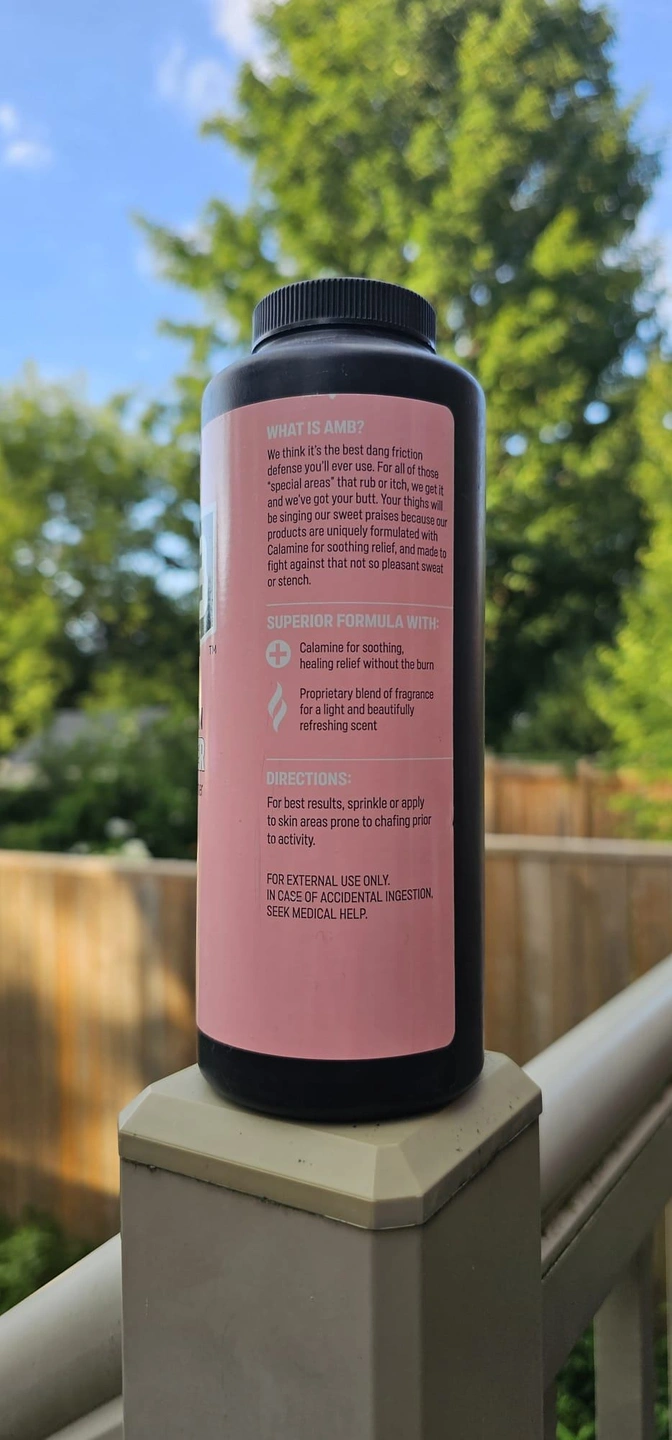 WHAT IS AMB?
We think it's the best dang friction
defense you'll ever use. For all of those
"special areas" that rub or itch, we get it
and we've got your butt. Your thighs will
be singing our sweet praises because our
products are uniquely formulated with
Calamine for soothing relief, and made to
fight against that not so pleasant sweat
or stench.
SUPERIOR FORMULA WITH:
Calamine for soothing,
healing relief without the burn
Proprietary blend of fragrance
for a light and beautifully
refreshing scent
DIRECTIONS:
For best results, sprinkle or apply
to skin areas prone to chafing prior
to activity.
FOR EXTERNAL USE ONLY.
IN CASE OF ACCIDENTAL INGESTION,
SEEK MEDICAL HELP.
TM